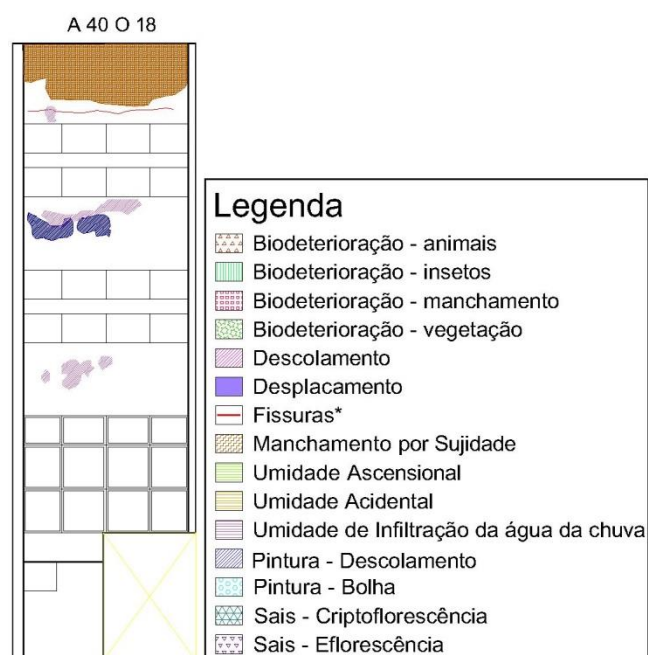 A 40 O 18
Legenda
Biodeterioração - animais
Biodeterioração - insetos
Biodeterioração - manchamento
Biodeterioração - vegetação
Descolamento
Desplacamento
Fissuras*
Manchamento por Sujidade
Umidade Ascensional
Umidade Acidental
Umidade de Infiltração da água da chuva
Pintura - Descolamento
Pintura - Bolha
Sais - Criptoflorescência
Sais - Eflorescência